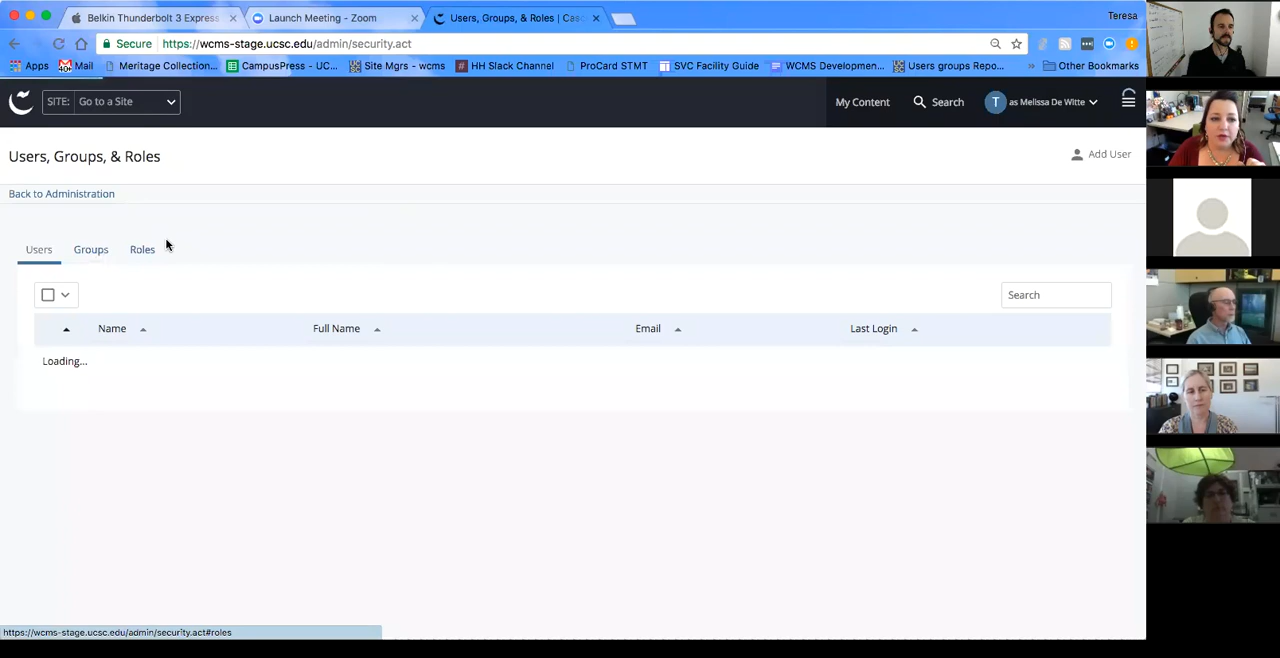 Belkin Thunderbolt 3 Express
Launch Meeting - Zoom
Users, Groups, & Roles | Casc
Teresa
Secure
https://wcms-stage.ucsc.edu/admin/security.act
Apps
40+
Mail
Meritage Collection...
CampusPress - UC...
Site Mgrs - wcms
HH Slack Channel
ProCard STMT
SVC Facility Guide
WCMS Developmen...
Users groups Repo...
»
Other Bookmarks
SITE: Go to a Site
My Content
Search
T
as Melissa De Witte
Users, Groups, & Roles
Add User
Back to Administration
Users
Groups
Roles
Search
Name
Full Name
Email
Last Login
Loading...
https://wcms-stage.ucsc.edu/admin/security.act#roles